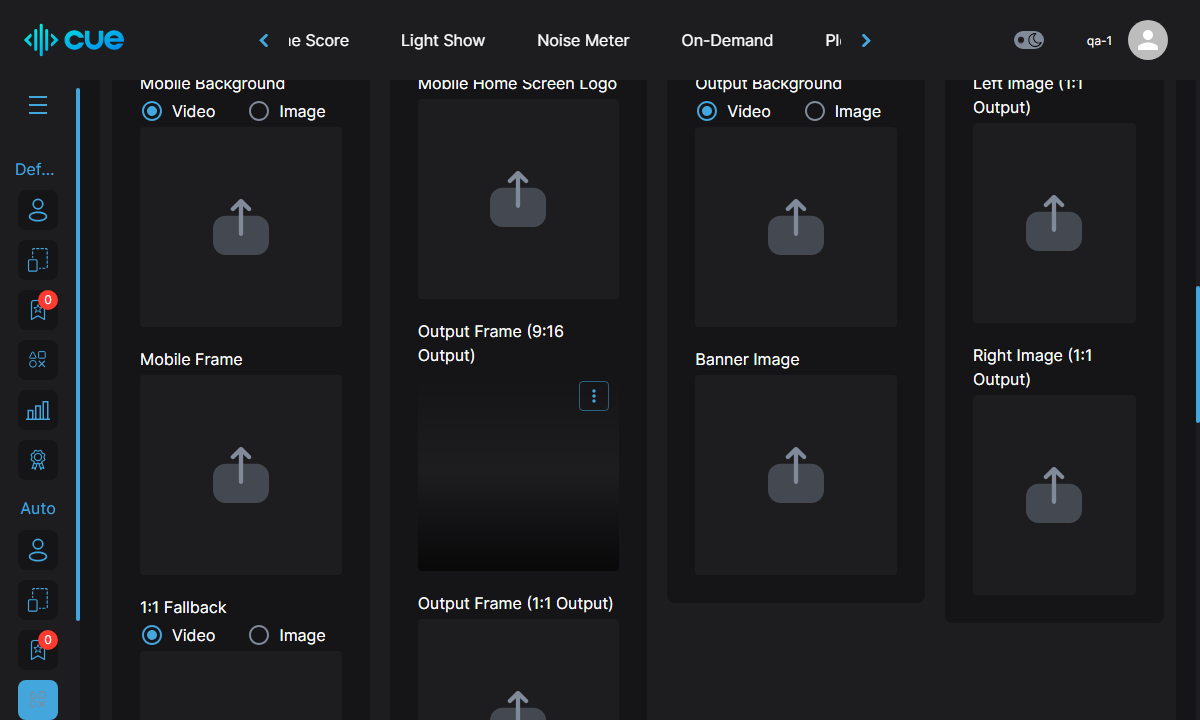 cue
ne Score
Light Show
Noise Meter
On-Demand
qa-1
Def...
0
Auto
0
Mobile Background
Video
Image
Mobile Frame
1:1 Fallback
Video
Image
Mobile Home Screen Logo
Output Frame (9:16
Output)
Output Frame (1:1 Output)
Output Background
Video
Image
Banner Image
Left Image (1:1
Output)
Right Image (1:1
Output)